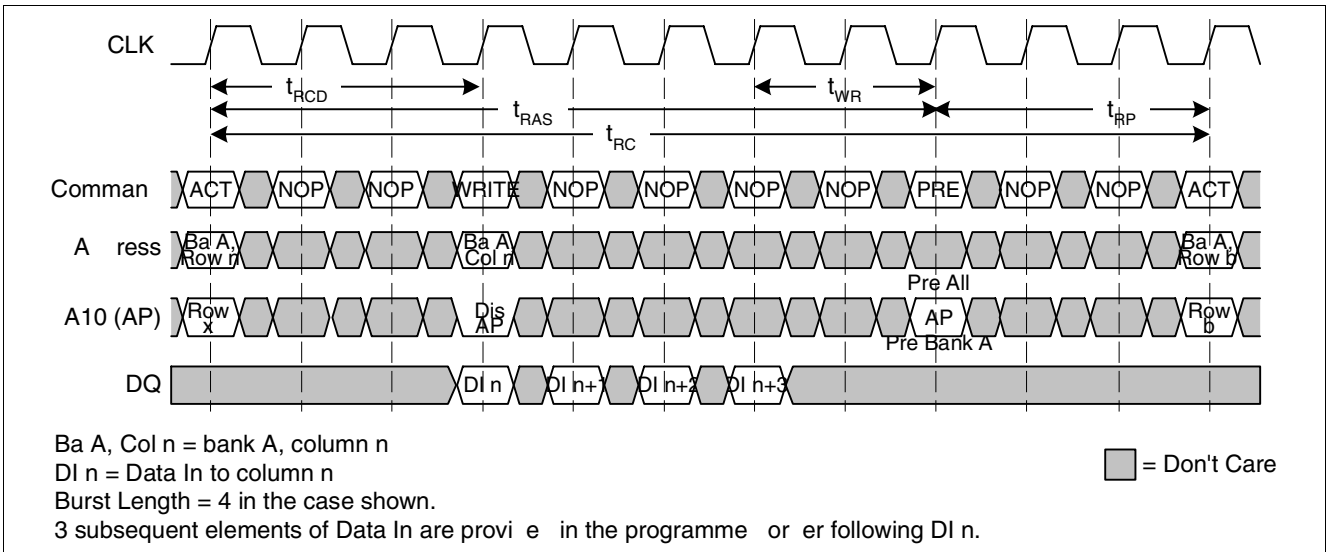 CLK
tRCD
tWR
tRAS
tRP
tRC
Comman ACT NOP NOP WRITE NOP NOP NOP NOP PRE NOP NOP ACT
A ress Ba A, Row n Ba A Col n Ba A, Row b
Pre All
A10 (AP) Row x Dis AP AP Row b
Pre Bank A
DQ DI n DI n+1 DI n+2 DI n+3
Ba A, Col n = bank A, column n
DI n = Data In to column n
= Don't Care
Burst Length = 4 in the case shown.
3 subsequent elements of Data In are provi e in the programme or er following DI n.